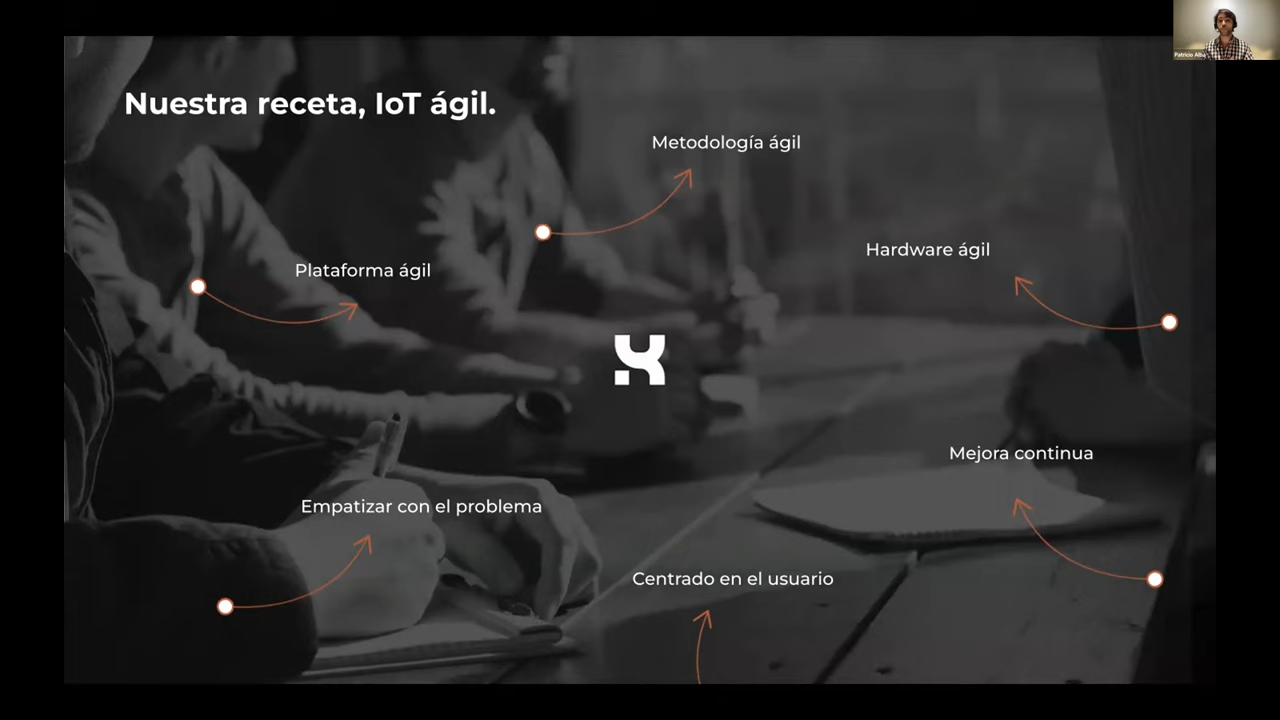 Nuestra receta, IoT ágil.
Metodología ágil
Hardware ágil
Plataforma ágil
Mejora continua
Empatizar con el problema
Centrado en el usuario
Patricio